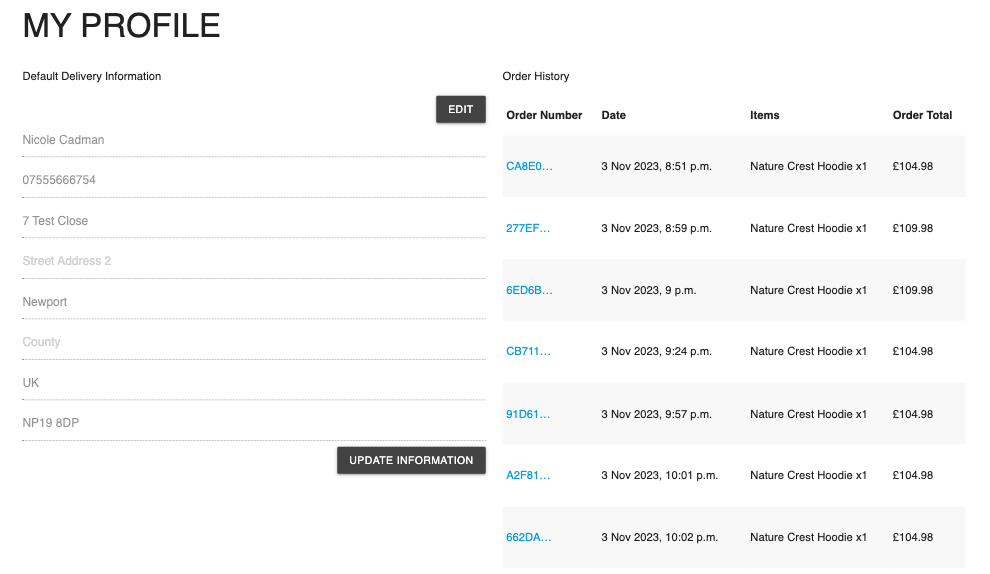 MY PROFILE
Default Delivery Information
EDIT
Nicole Cadman
07555666754
7 Test Close
Street Address 2
Newport
County
UK
NP19 8DP
UPDATE INFORMATION
Order History
Order Number Date Items Order Total
CA8E0... 3 Nov 2023, 8:51 p.m. Nature Crest Hoodie x1 £104.98
277EF... 3 Nov 2023, 8:59 p.m. Nature Crest Hoodie x1 £109.98
6ED6B... 3 Nov 2023, 9 p.m. Nature Crest Hoodie x1 £109.98
CB711... 3 Nov 2023, 9:24 p.m. Nature Crest Hoodie x1 £104.98
91D61... 3 Nov 2023, 9:57 p.m. Nature Crest Hoodie x1 £104.98
A2F81... 3 Nov 2023, 10:01 p.m. Nature Crest Hoodie x1 £104.98
662DA... 3 Nov 2023, 10:02 p.m. Nature Crest Hoodie x1 £104.98